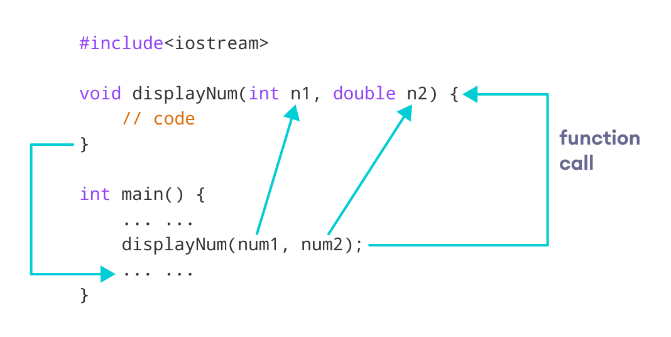 #include<iostream>
void displayNum(int n1, double n2) {
// code
}
function
call
int main() {
... ...
displayNum(num1, num2);
... ...
}